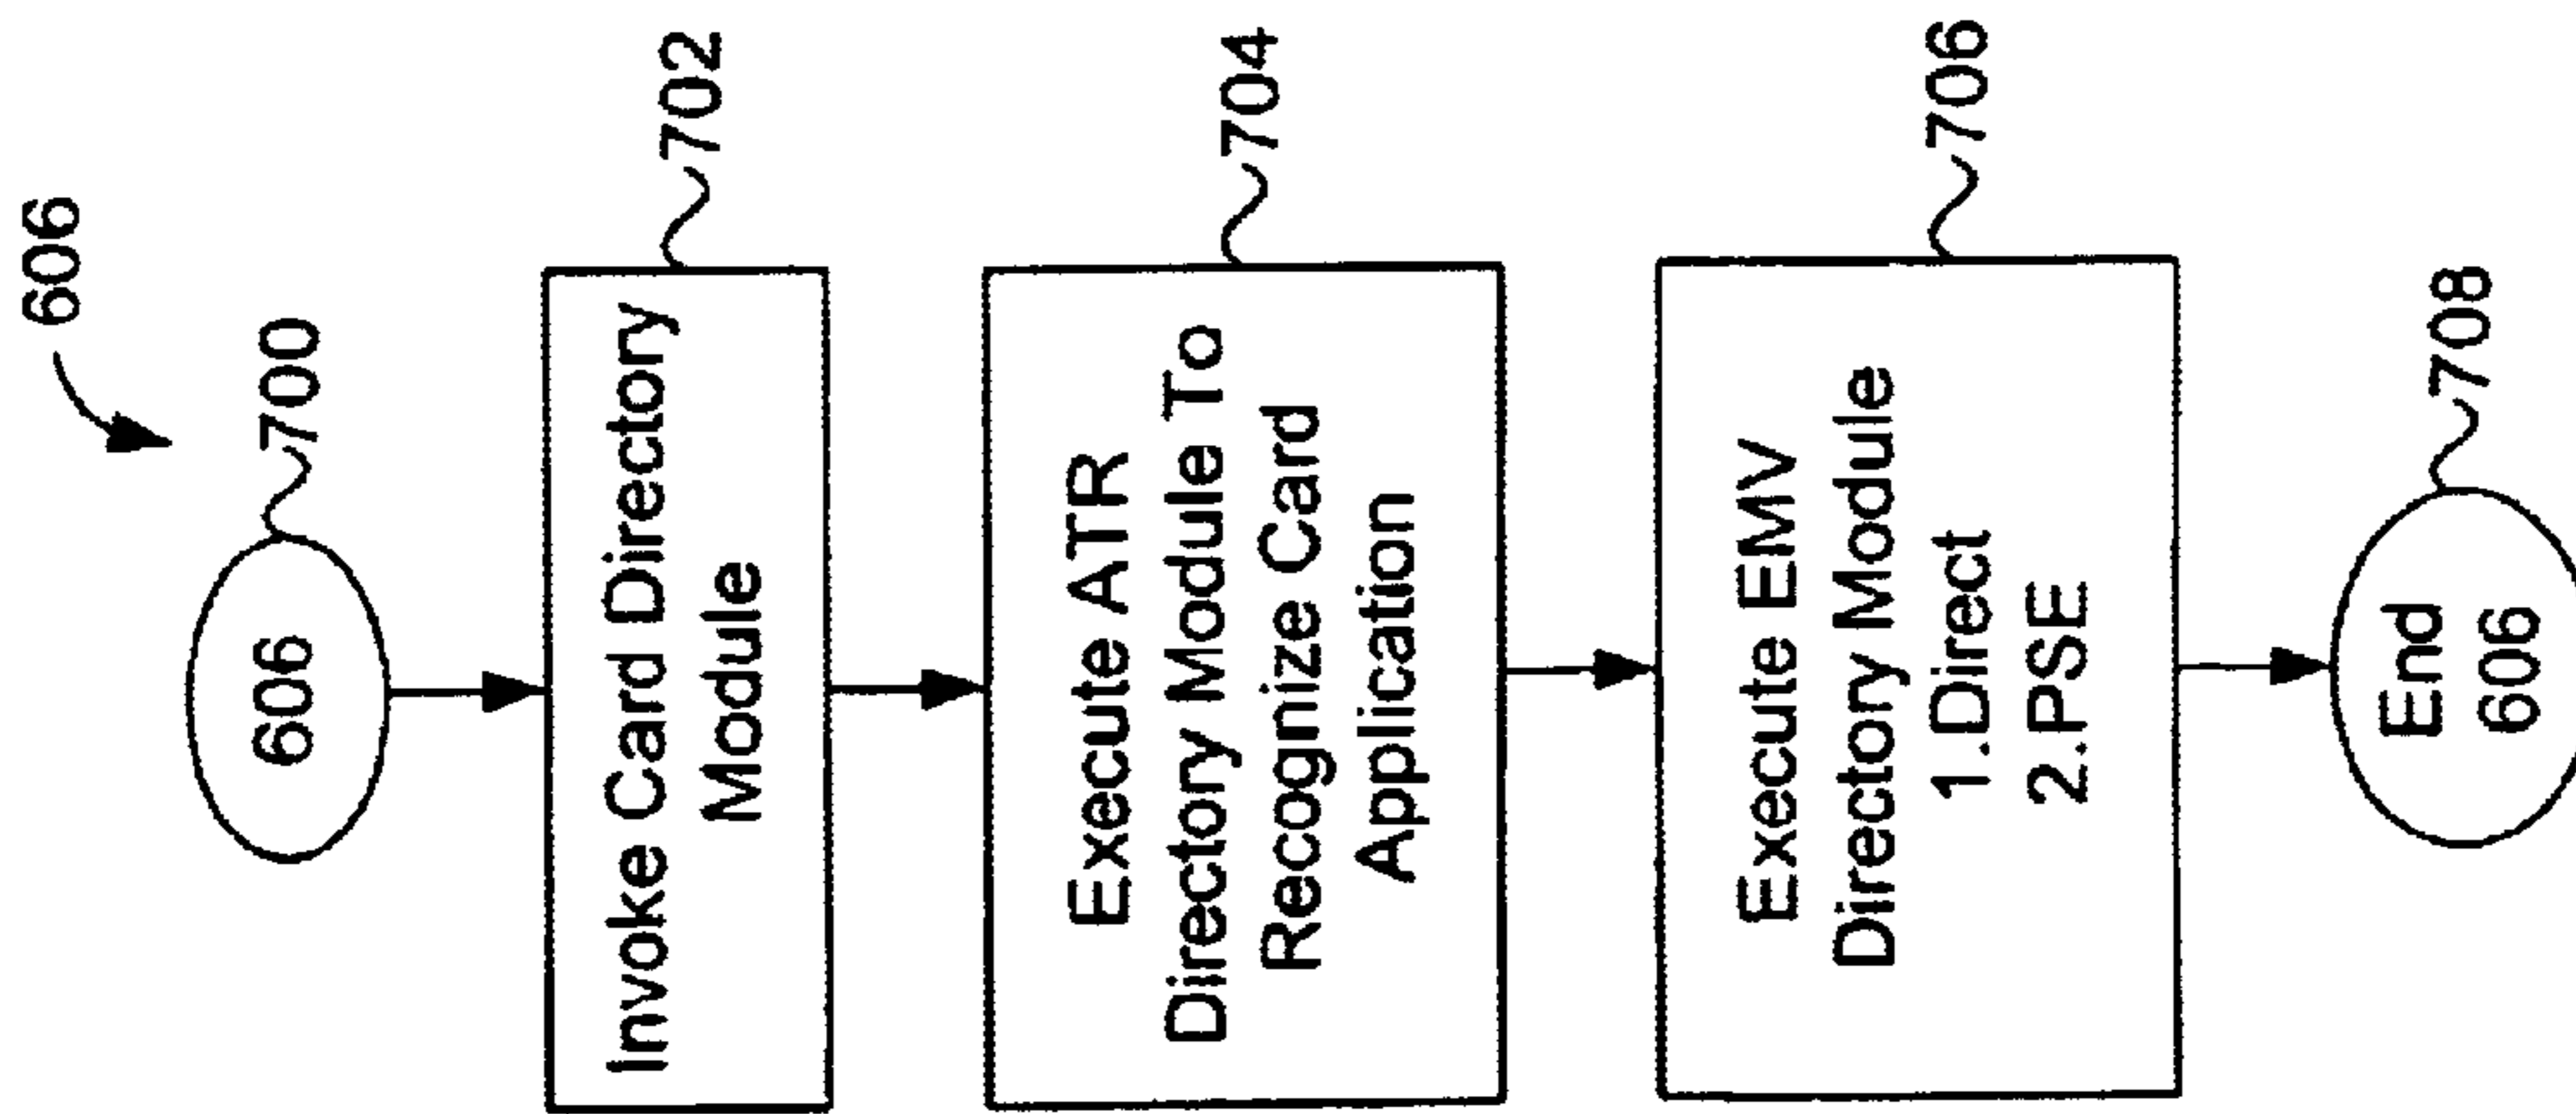 606
606
700
Invoke Card Directory
Module
702
Execute ATR
Directory Module To
Recognize Card
Application
704
Execute EMV
Directory Module
1.Direct
2.PSE
706
End
606
708